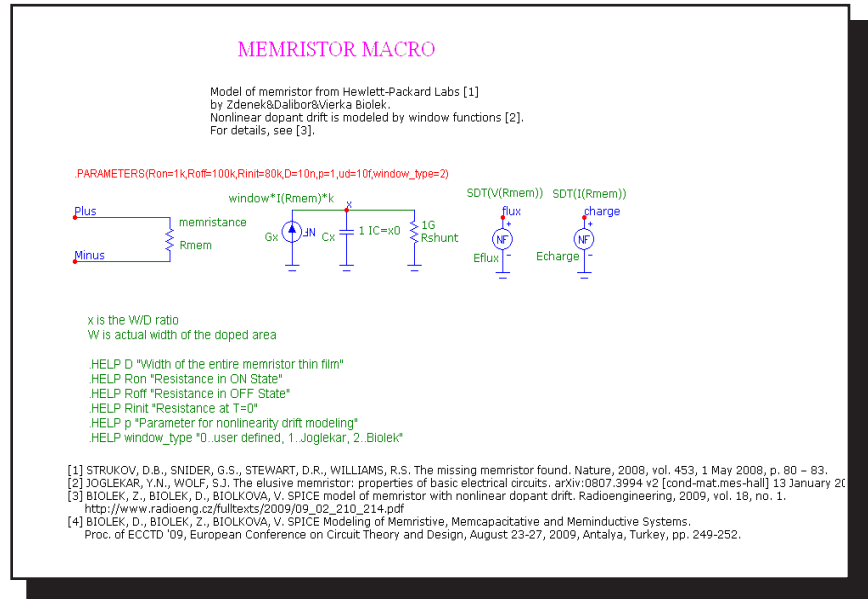 MEMRISTOR MACRO
Model of memristor from Hewlett-Packard Labs [1]
by Zdenek&Dalibor&Vierka Biolek.
Nonlinear dopant drift is modeled by window functions [2].
For details, see [3].
.PARAMETERS(Ron=1k,Roff=100k,Rinit=80k,D=10n,p=1,ud=10f,window_type=2)
window*I(Rmem)*k
x
SDT(V(Rmem))
SDT(I(Rmem))
Plus
memristance
Rmem
Minus
Gx
NF
Cx
1 IC=x0
1G
Rshunt
flux
+
NF
-
Eflux
charge
+
NF
-
Echarge
x is the W/D ratio
W is actual width of the doped area
.HELP D "Width of the entire memristor thin film"
.HELP Ron "Resistance in ON State"
.HELP Roff "Resistance in OFF State"
.HELP Rinit "Resistance at T=0"
.HELP p "Parameter for nonlinearity drift modeling"
.HELP window_type "0..user defined, 1..Joglekar, 2..Biolek"
[1] STRUKOV, D.B., SNIDER, G.S., STEWART, D.R., WILLIAMS, R.S. The missing memristor found. Nature, 2008, vol. 453, 1 May 2008, p. 80 – 83.
[2] JOGLEKAR, Y.N., WOLF, S.J. The elusive memristor: properties of basic electrical circuits. arXiv:0807.3994 v2 [cond-mat.mes-hall] 13 January
[3] BIOLEK, Z., BIOLEK, D., BIOLKOVA, V. SPICE model of memristor with nonlinear dopant drift. Radioengineering, 2009, vol. 18, no. 1.
http://www.radioeng.cz/fulltexts/2009/09_02_210_214.pdf
[4] BIOLEK, D., BIOLEK, Z., BIOLKOVA, V. SPICE Modeling of Memristive, Memcapacitative and Meminductive Systems.
Proc. of ECCTD '09, European Conference on Circuit Theory and Design, August 23-27, 2009, Antalya, Turkey, pp. 249-252.